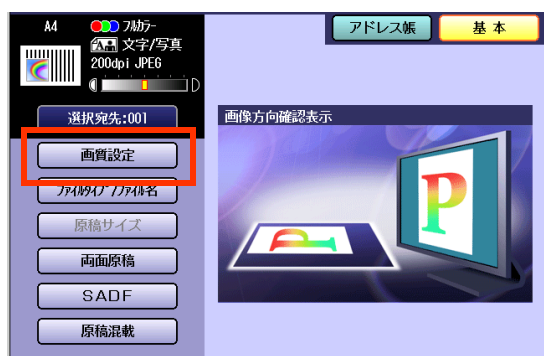 A4 フルカラー
文字/写真
200dpi JPEG
アドレス帳
基本
選択宛先:001
画質設定
ファイルタイプ/ファイル名
原稿サイズ
両面原稿
SADF
原稿混載
画像方向確認表示
P
P